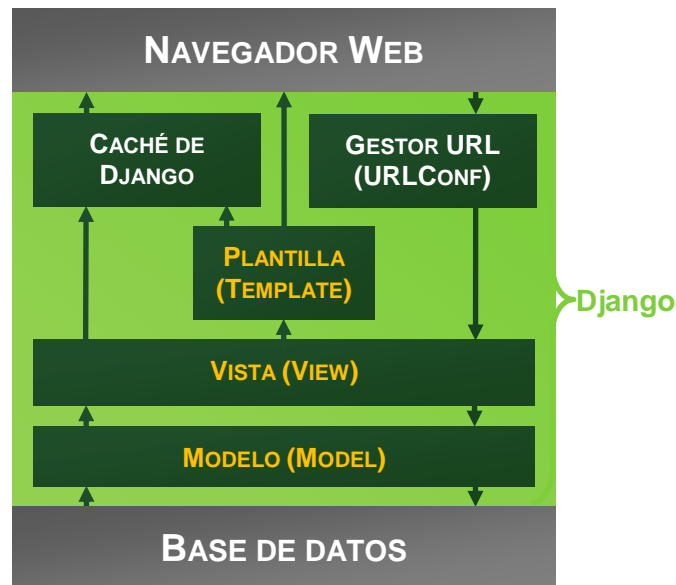 NAVEGADOR WEB
CACHÉ DE
DJANGO
GESTOR URL
(URLCONF)
PLANTILLA
(TEMPLATE)
Django
VISTA (VIEW)
MODELO (MODEL)
BASE DE DATOS